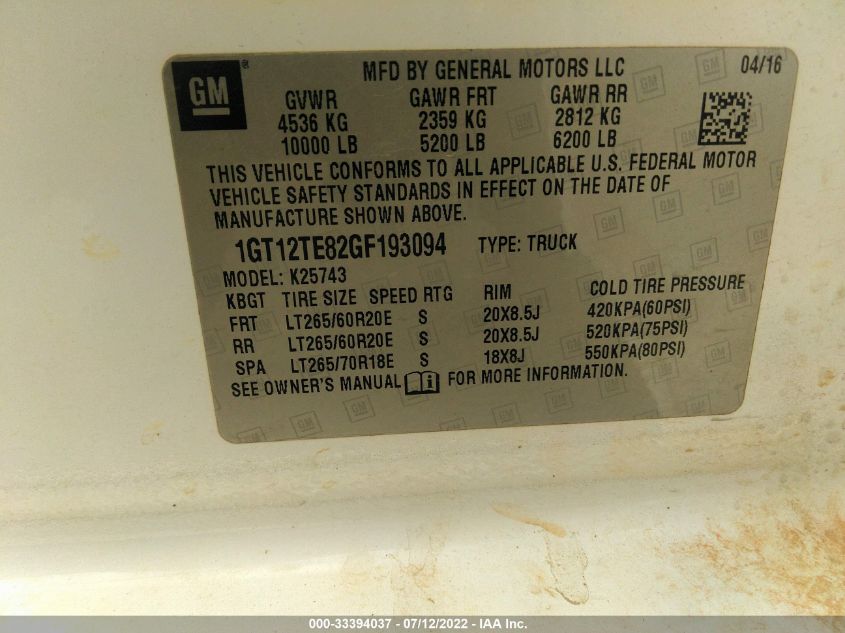 GM ®
MFD BY GENERAL MOTORS LLC 04/16
GVWR GAWR FRT GAWR RR
4536 KG 2359 KG 2812 KG
10000 LB 5200 LB 6200 LB
THIS VEHICLE CONFORMS TO ALL APPLICABLE U.S. FEDERAL MOTOR
VEHICLE SAFETY STANDARDS IN EFFECT ON THE DATE OF
MANUFACTURE SHOWN ABOVE.
1GT12TE82GF193094 TYPE: TRUCK
MODEL: K25743
KBGT TIRE SIZE SPEED RTG RIM COLD TIRE PRESSURE
FRT LT265/60R20E S 20X8.5J 420KPA(60PSI)
RR LT265/60R20E S 20X8.5J 520KPA(75PSI)
SPA LT265/70R18E S 18X8J 550KPA(80PSI)
SEE OWNER'S MANUAL FOR MORE INFORMATION.
000-33394037 - 07/12/2022 - IAA Inc.